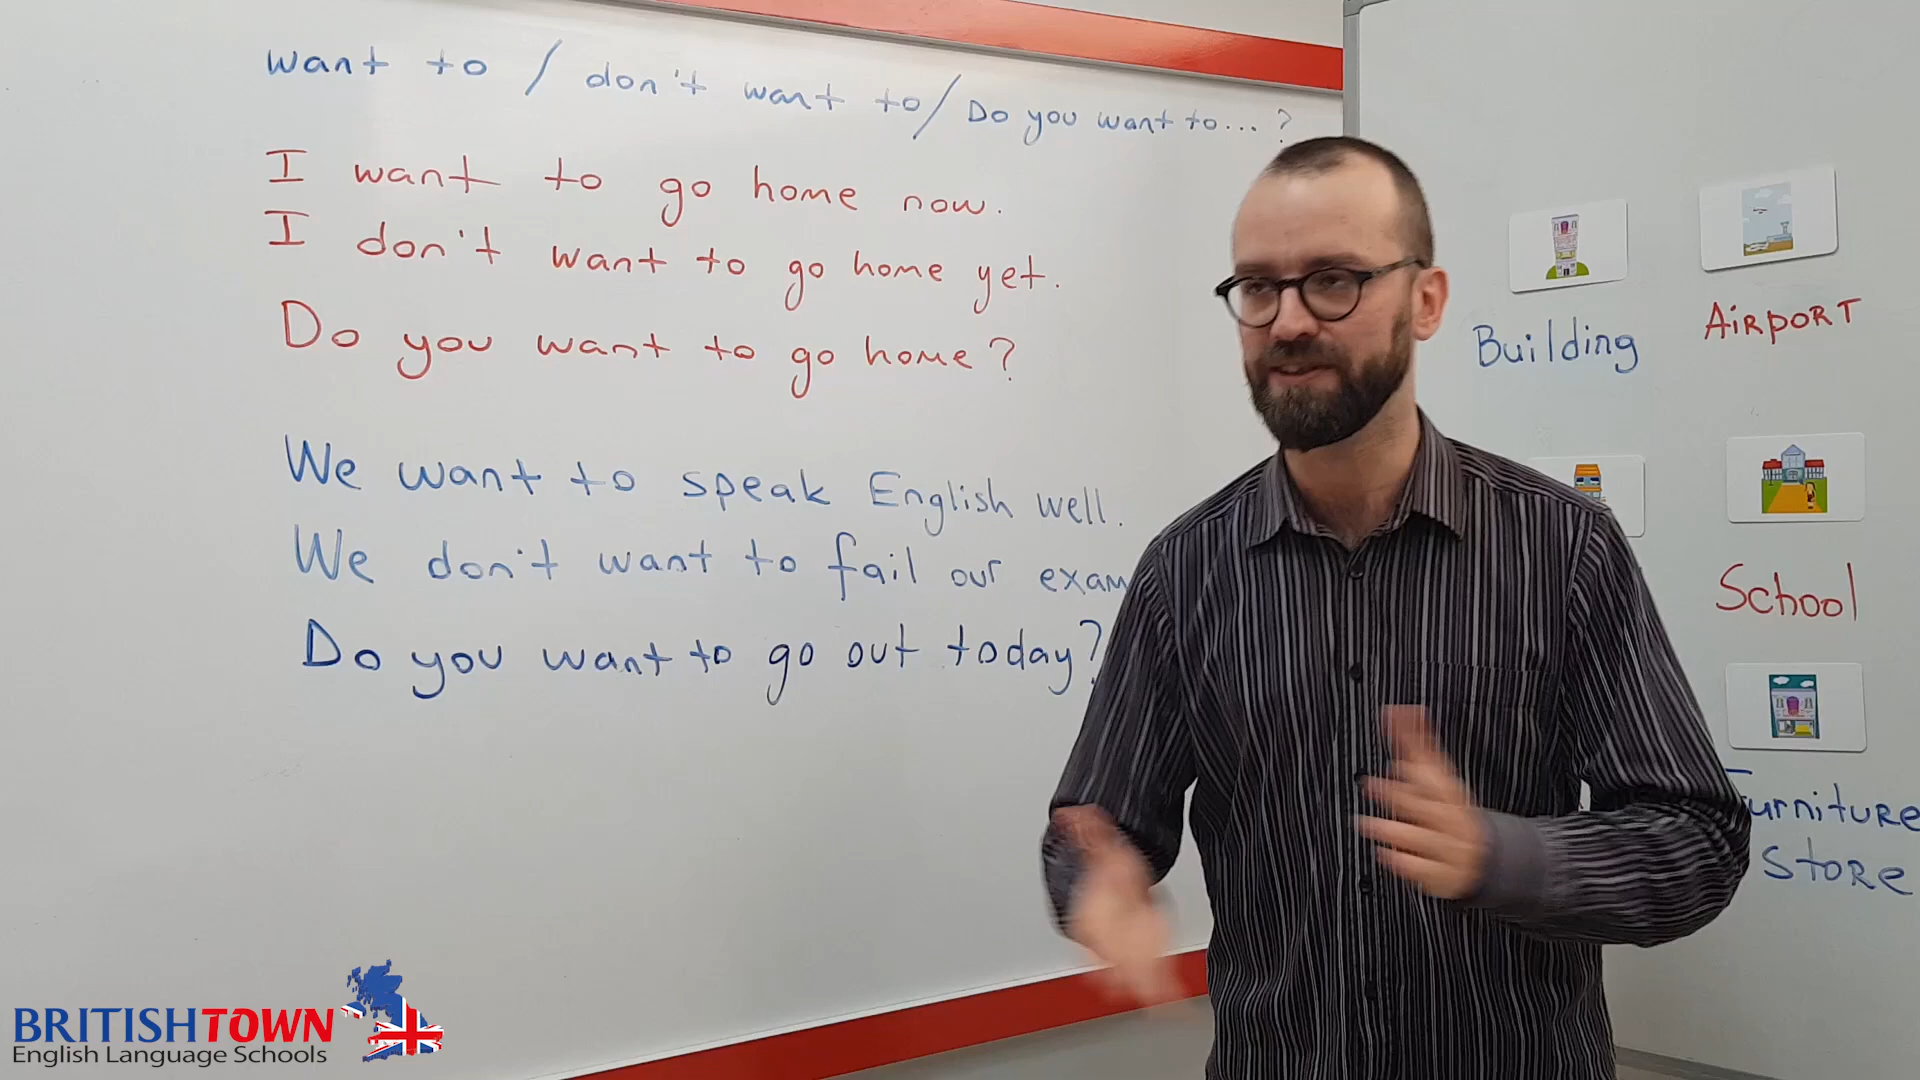 want to / don't want to / Do you want to... ?
I want to go home now.
I don't want to go home yet.
Do you want to go home?
We want to speak English well.
We don't want to fail our exam
Do you want to go out today?
Building
AiRpORT
School
Furniture
StoRe
BRITISHTOWN
English Language Schools